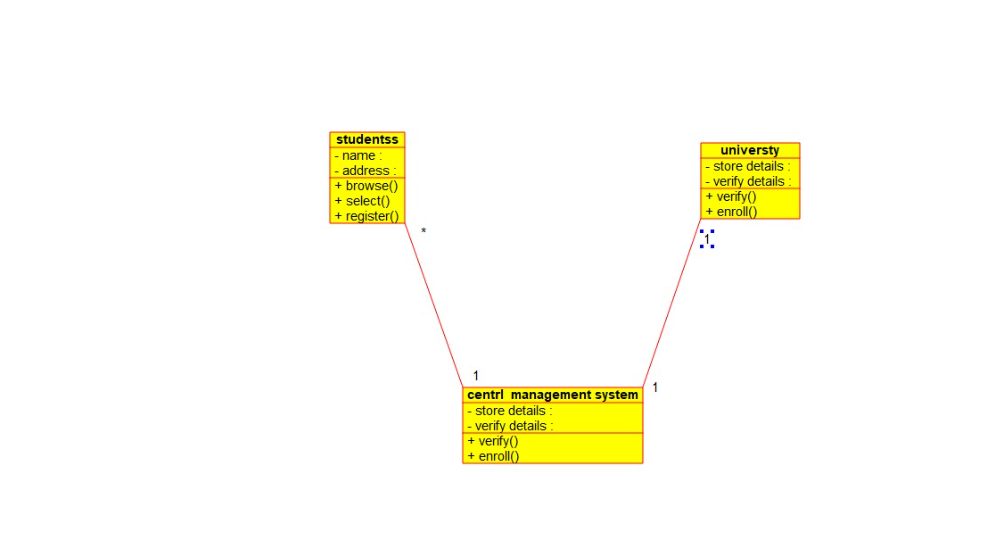 studentss
- name :
- address :
+ browse()
+ select()
+ register()
*
universty
- store details :
- verify details :
+ verify()
+ enroll()
1
1
1
centrl management system
- store details :
- verify details :
+ verify()
+ enroll()